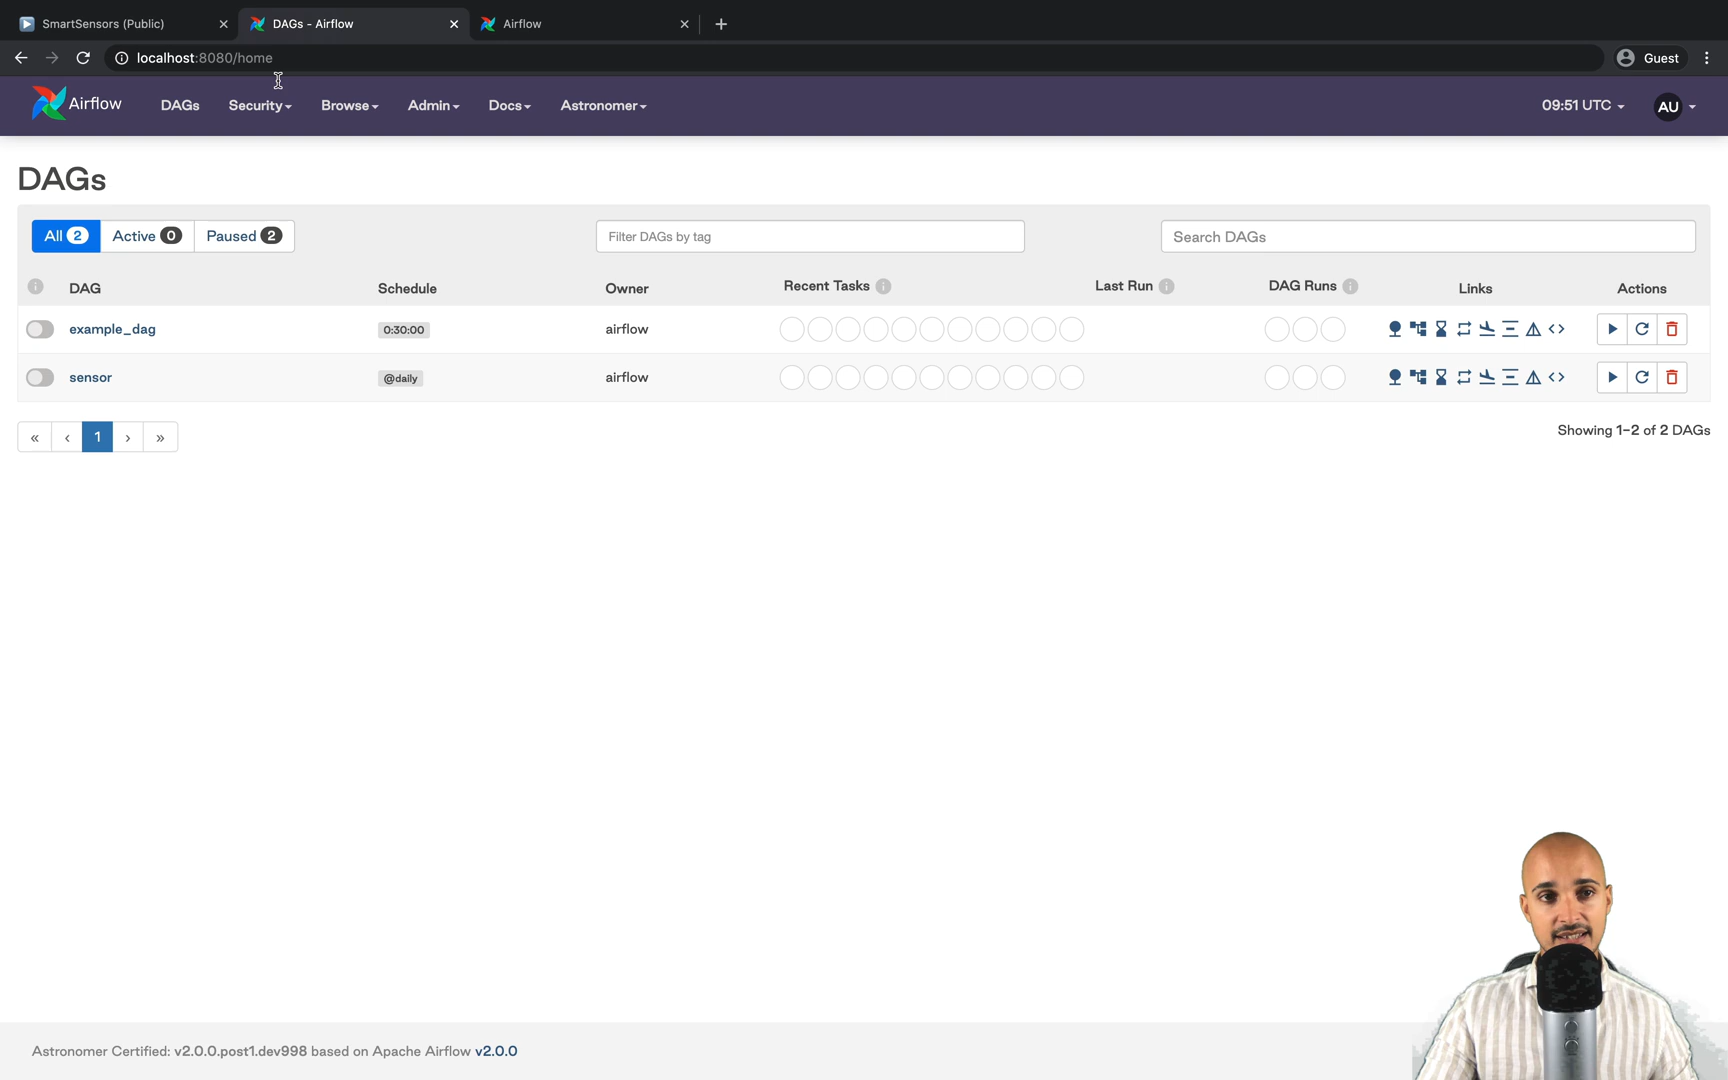 SmartSensors (Public)
DAGs - Airflow
Airflow
localhost:8080/home
Guest
Airflow
DAGs
Security
Browse
Admin
Docs
Astronomer
09:51 UTC
AU
DAGs
All 2
Active 0
Paused 2
Filter DAGs by tag
Search DAGs
DAG
Schedule
Owner
Recent Tasks
Last Run
DAG Runs
Links
Actions
example_dag
0:30:00
airflow
sensor
@daily
airflow
« ‹ 1 › »
Showing 1-2 of 2 DAGs
Astronomer Certified: v2.0.0.post1.dev998 based on Apache Airflow v2.0.0